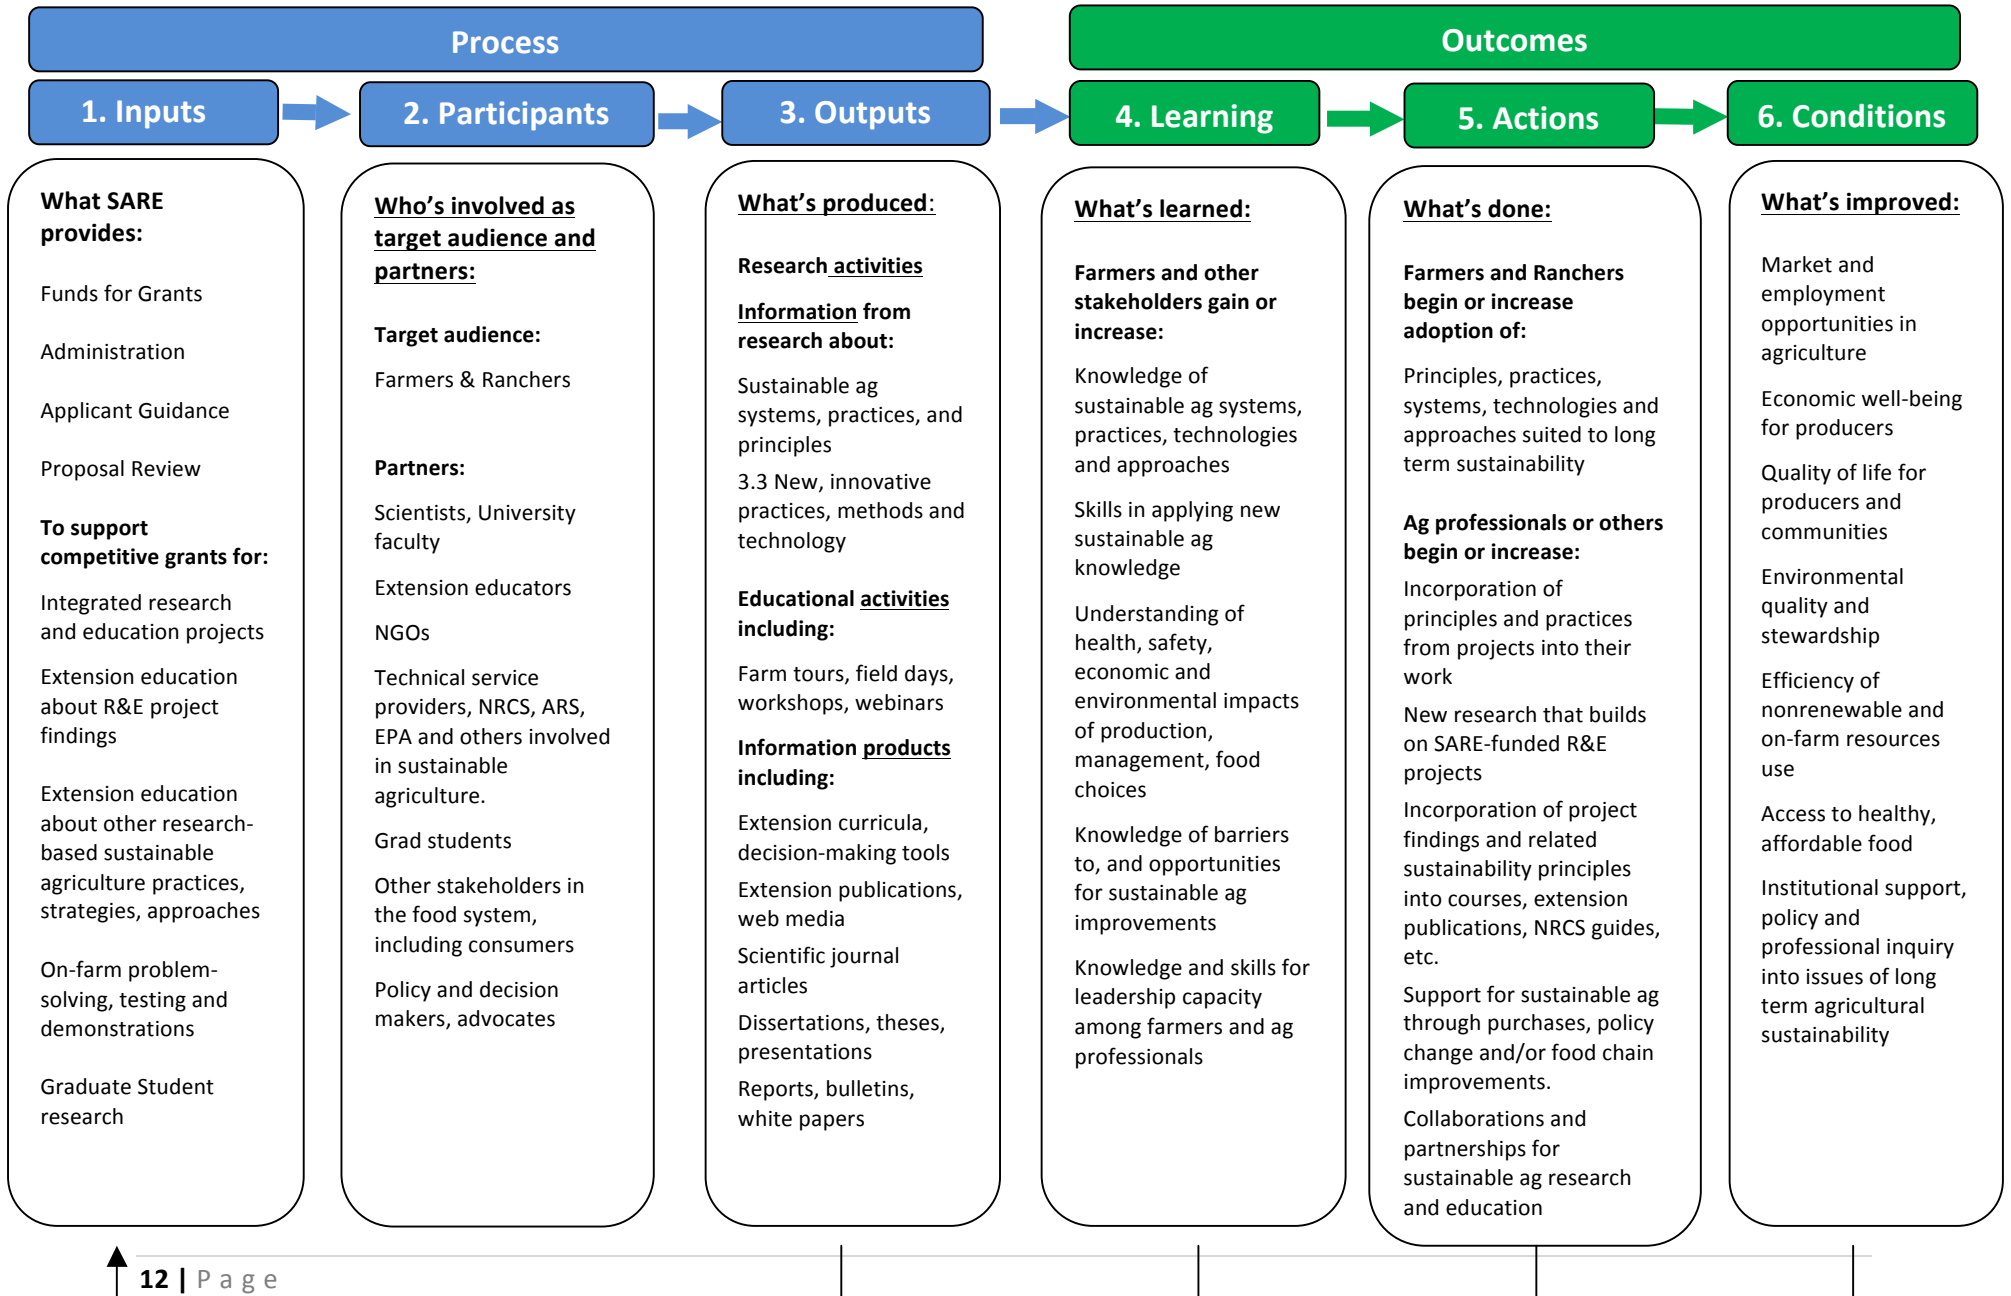 Process
Outcomes
1. Inputs
2. Participants
3. Outputs
4. Learning
5. Actions
6. Conditions
What SARE
provides:
Funds for Grants
Administration
Applicant Guidance
Proposal Review
To support
competitive grants for:
Integrated research
and education projects
Extension education
about R&E project
findings
Extension education
about other research-
based sustainable
agriculture practices,
strategies, approaches
On-farm problem-
solving, testing and
demonstrations
Graduate Student
research
Who's involved as
target audience and
partners:
Target audience:
Farmers & Ranchers
Partners:
Scientists, University
faculty
Extension educators
NGOs
Technical service
providers, NRCS, ARS,
EPA and others involved
in sustainable
agriculture.
Grad students
Other stakeholders in
the food system,
including consumers
Policy and decision
makers, advocates
What's produced:
Research activities
Information from
research about:
Sustainable ag
systems, practices, and
principles
3.3 New, innovative
practices, methods and
technology
Educational activities
including:
Farm tours, field days,
workshops, webinars
Information products
including:
Extension curricula,
decision-making tools
Extension publications,
web media
Scientific journal
articles
Dissertations, theses,
presentations
Reports, bulletins,
white papers
What's learned:
Farmers and other
stakeholders gain or
increase:
Knowledge of
sustainable ag systems,
practices, technologies
and approaches
Skills in applying new
sustainable ag
knowledge
Understanding of
health, safety,
economic and
environmental impacts
of production,
management, food
choices
Knowledge of barriers
to, and opportunities
for sustainable ag
improvements
Knowledge and skills for
leadership capacity
among farmers and ag
professionals
What's done:
Farmers and Ranchers
begin or increase
adoption of:
Principles, practices,
systems, technologies and
approaches suited to long
term sustainability
Ag professionals or others
begin or increase:
Incorporation of
principles and practices
from projects into their
work
New research that builds
on SARE-funded R&E
projects
Incorporation of project
findings and related
sustainability principles
into courses, extension
publications, NRCS guides,
etc.
Support for sustainable ag
through purchases, policy
change and/or food chain
improvements.
Collaborations and
partnerships for
sustainable ag research
and education
What's improved:
Market and
employment
opportunities in
agriculture
Economic well-being
for producers
Quality of life for
producers and
communities
Environmental
quality and
stewardship
Efficiency of
nonrenewable and
on-farm resources
use
Access to healthy,
affordable food
Institutional support,
policy and
professional inquiry
into issues of long
term agricultural
sustainability
12 | Page